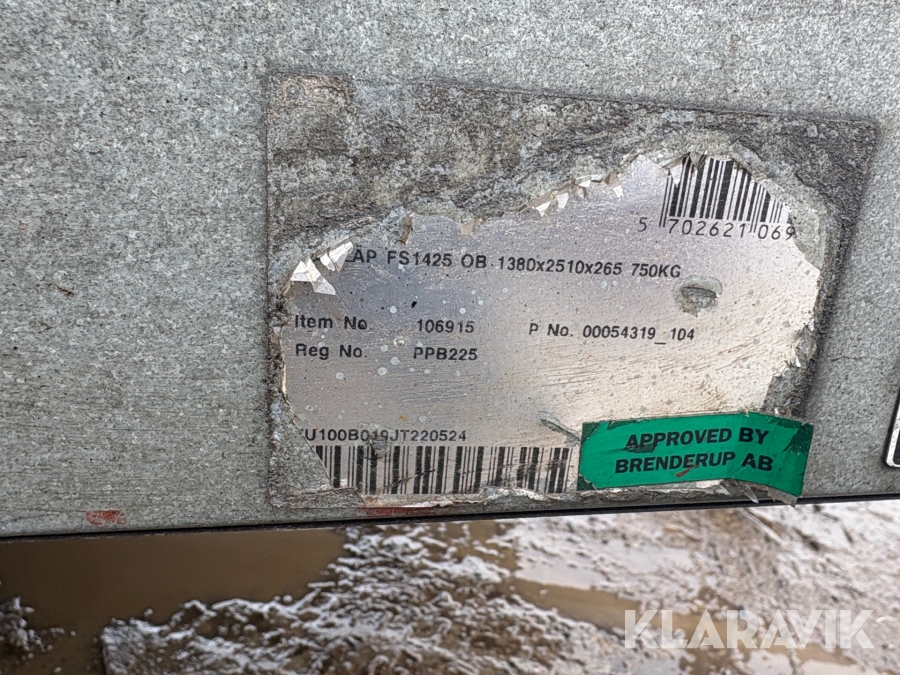 5 702621 069
ÄP FS1425 OB 1380x2510x265 750KG
Item No 106915 P No. 00054319_104
Reg No. PPB225
U100B019JT220524
APPROVED BY
BRENDERUP AB
KLARAVIK